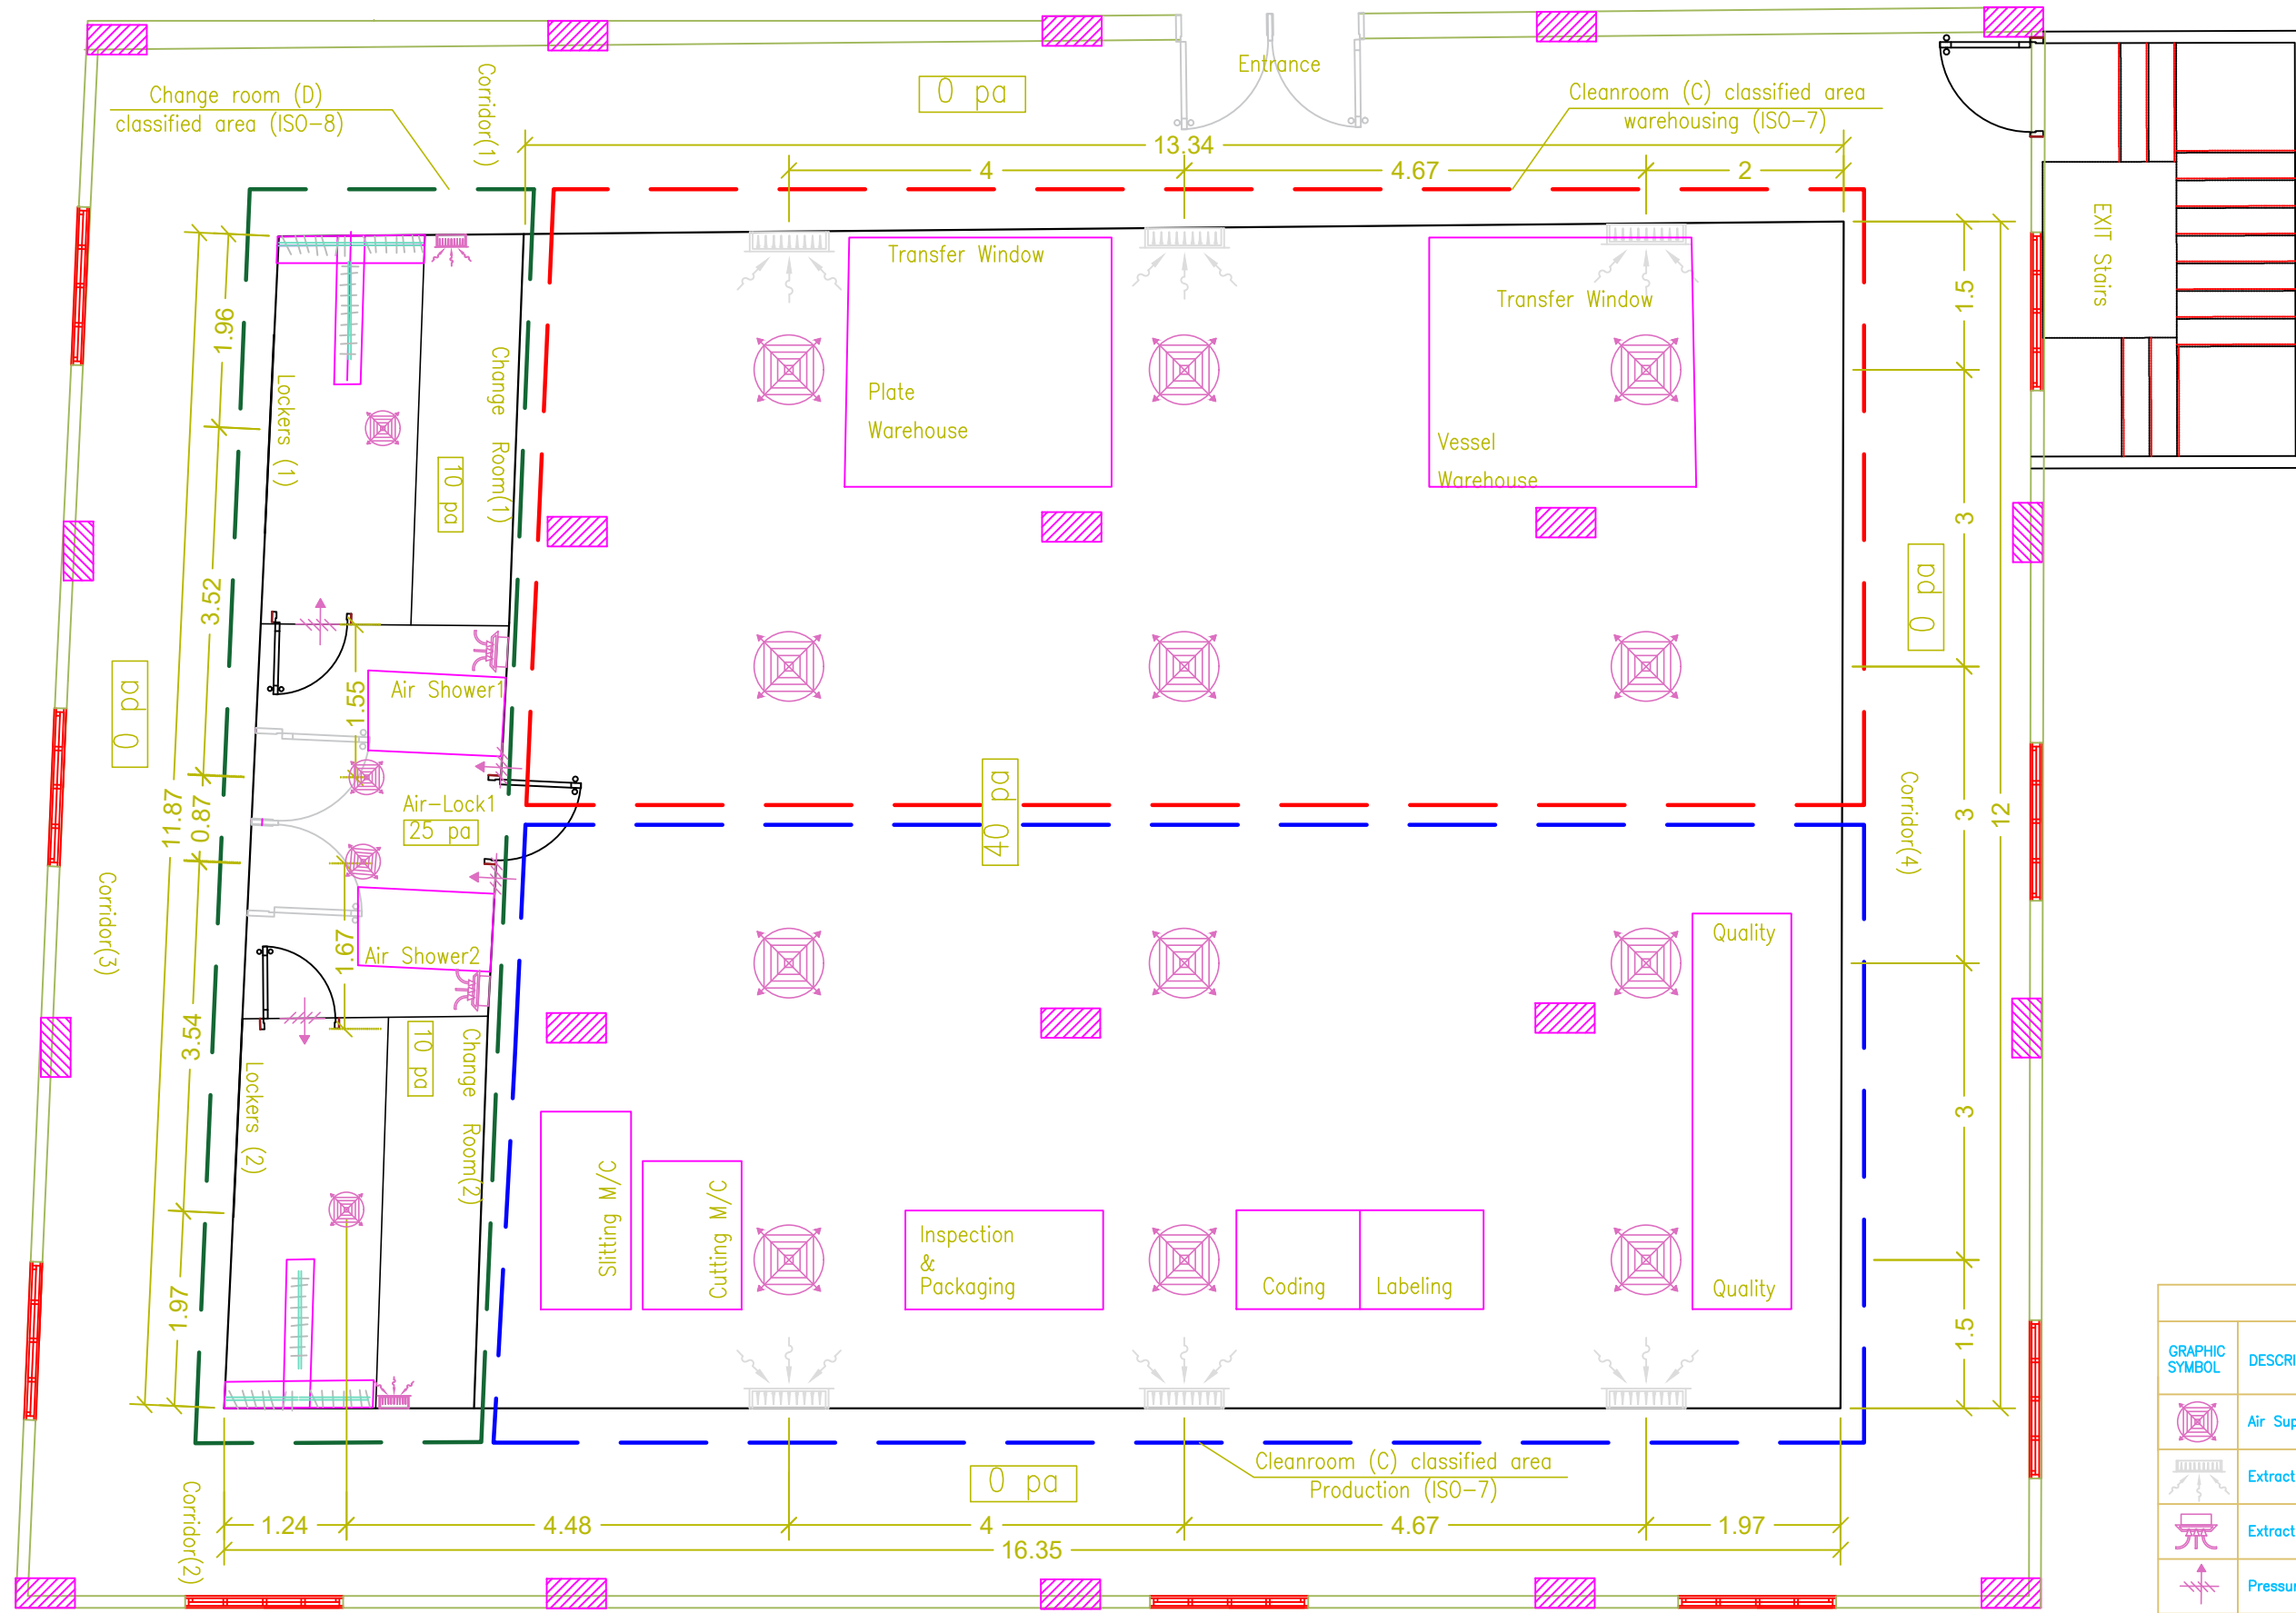 Entrance
0 pa
Change room (D)
classified area (ISO-8)
Corridor(1)
Cleanroom (C) classified area
warehousing (ISO-7)
13.34
4
4.67
2
EXIT Stairs
Transfer Window
Transfer Window
1.96
1.5
Lockers (1)
Change Room(1)
10 pa
Plate
Warehouse
Vessel
Warehouse
3
3.52
0 pa
0 pa
Air Shower1
1.55
11.87
0.87
Air-Lock1
25 pa
40 pa
3
12
Corridor(4)
Corridor(3)
Air Shower2
1.67
Quality
3.54
Lockers (2)
10 pa
Change Room(2)
3
Slitting M/C
Cutting M/C
Inspection
&
Packaging
Coding
Labeling
Quality
1.97
1.5
Cleanroom (C) classified area
Production (ISO-7)
0 pa
Corridor(2)
1.24
4.48
4
4.67
1.97
16.35
GRAPHIC
SYMBOL